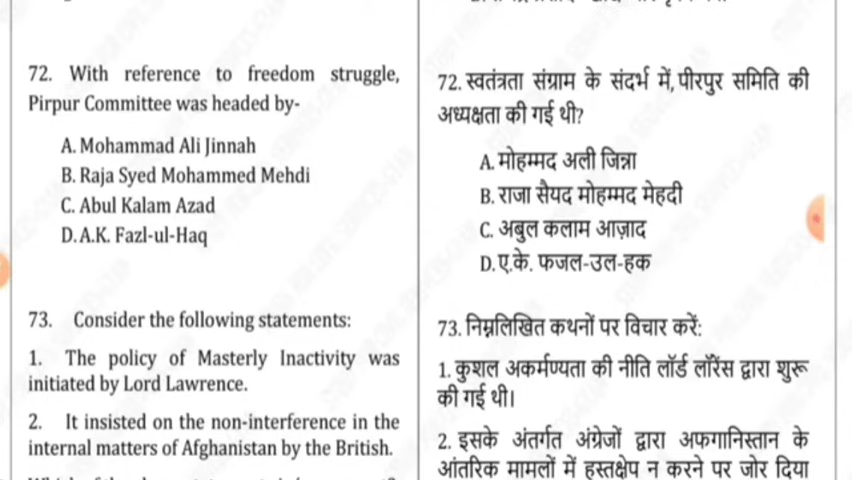 72. With reference to freedom struggle,
Pirpur Committee was headed by-
A. Mohammad Ali Jinnah
B. Raja Syed Mohammed Mehdi
C. Abul Kalam Azad
D. A.K. Fazl-ul-Haq
73. Consider the following statements:
1. The policy of Masterly Inactivity was
initiated by Lord Lawrence.
2. It insisted on the non-interference in the
internal matters of Afghanistan by the British.
72. स्वतंत्रता संग्राम के संदर्भ में, पीरपुर समिति की
अध्यक्षता की गई थी?
A. मोहम्मद अली जिन्ना
B. राजा सैयद मोहम्मद मेहदी
C. अबुल कलाम आज़ाद
D. ए.के. फजल-उल-हक
73. निम्नलिखित कथनों पर विचार करें:
1. कुशल अकर्मण्यता की नीति लॉर्ड लॉरेंस द्वारा शुरू
की गई थी।
2. इसके अंतर्गत अंग्रेजों द्वारा अफगानिस्तान के
आंतरिक मामलों में हस्तक्षेप न करने पर जोर दिया